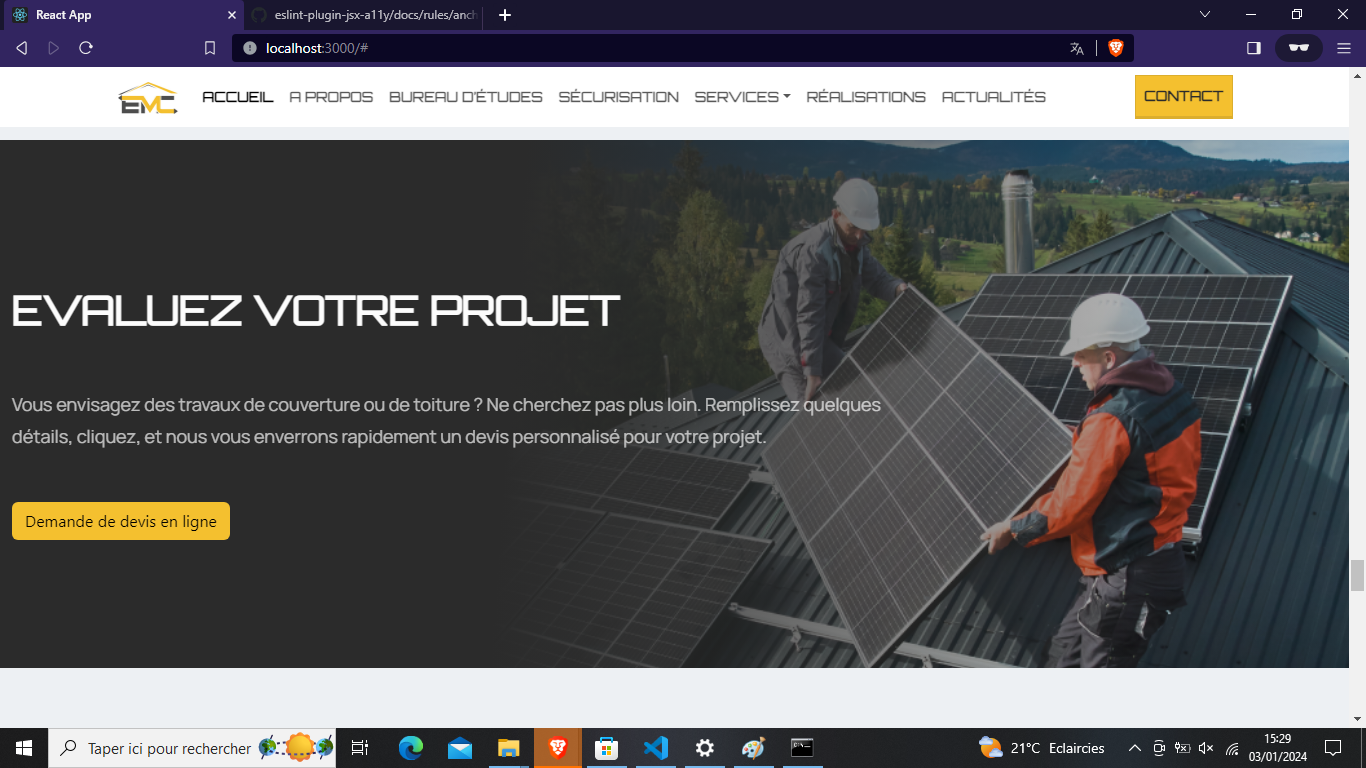 React App
eslint-plugin-jsx-a11y/docs/rules/anch
localhost:3000/#
EMC
ACCUEIL A PROPOS BUREAU D'ÉTUDES SÉCURISATION SERVICES RÉALISATIONS ACTUALITÉS CONTACT
EVALUEZ VOTRE PROJET
Vous envisagez des travaux de couverture ou de toiture ? Ne cherchez pas plus loin. Remplissez quelques
détails, cliquez, et nous vous enverrons rapidement un devis personnalisé pour votre projet.
Demande de devis en ligne
Taper ici pour rechercher
21°C Eclaircies
15:29
03/01/2024